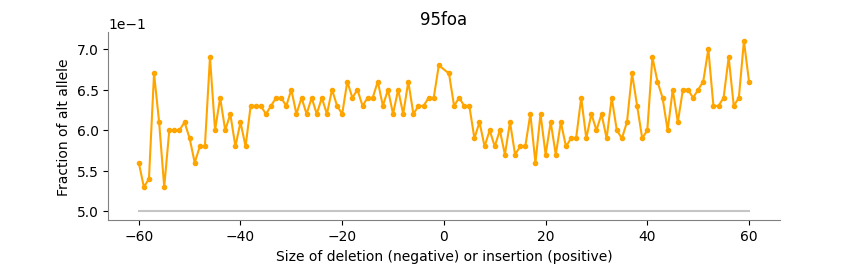 95foa
1e−1
7.0
6.5
6.0
5.5
5.0
Fraction of alt allele
−60 −40 −20 0 20 40 60
Size of deletion (negative) or insertion (positive)